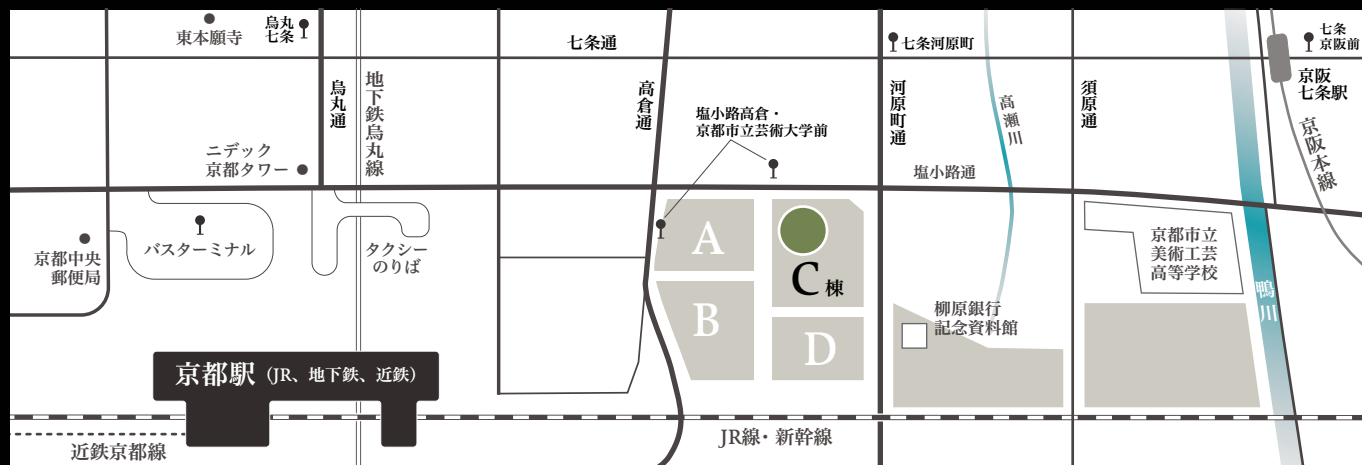 東本願寺
烏丸
七条
七条通
七条河原町
七条
京阪前
京阪
七条駅
烏丸通
地下鉄烏丸線
高倉通
塩小路高倉・
京都市立芸術大学前
河原町通
高瀬川
須原通
京阪本線
ニデック
京都タワー
塩小路通
京都中央
郵便局
バスターミナル
タクシー
のりば
A
B
C棟
D
京都市立
美術工芸
高等学校
鴨川
柳原銀行
記念資料館
京都駅（JR、地下鉄、近鉄）
近鉄京都線
JR線・新幹線